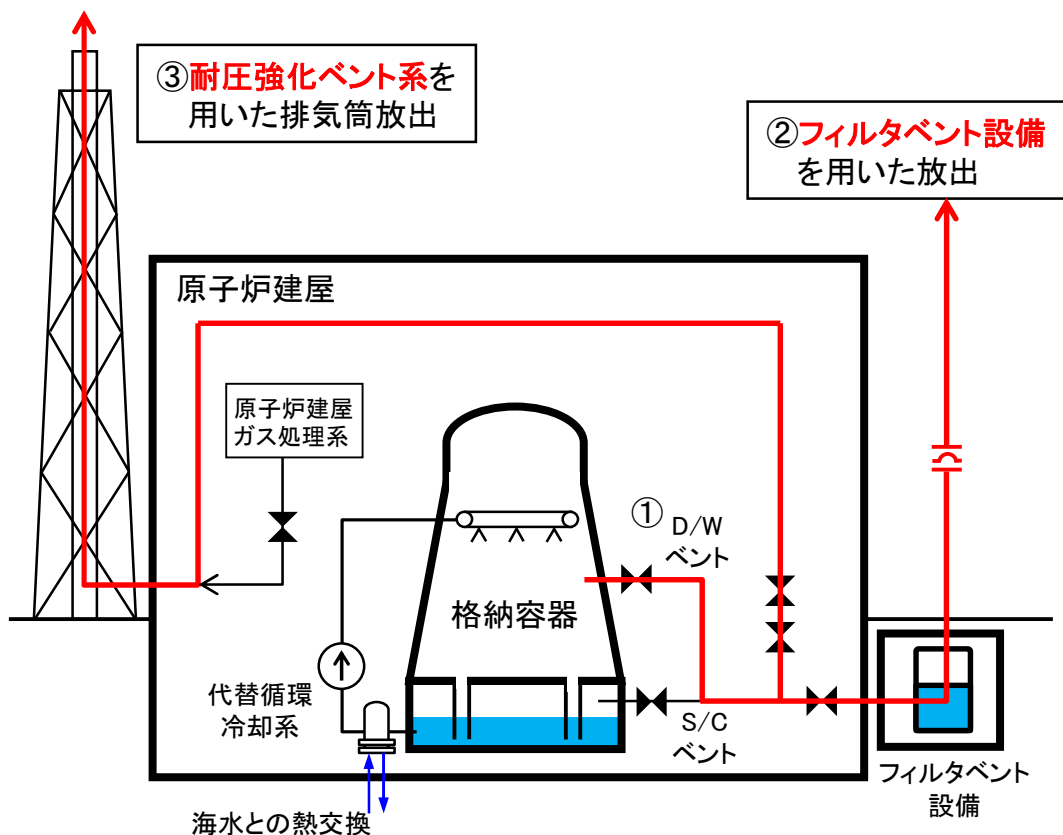 ③耐圧強化ベント系を
用いた排気筒放出
②フィルタベント設備
を用いた放出
原子炉建屋
原子炉建屋
ガス処理系
①
D/W
ベント
格納容器
代替循環
冷却系
S/C
ベント
フィルタベント
設備
海水との熱交換